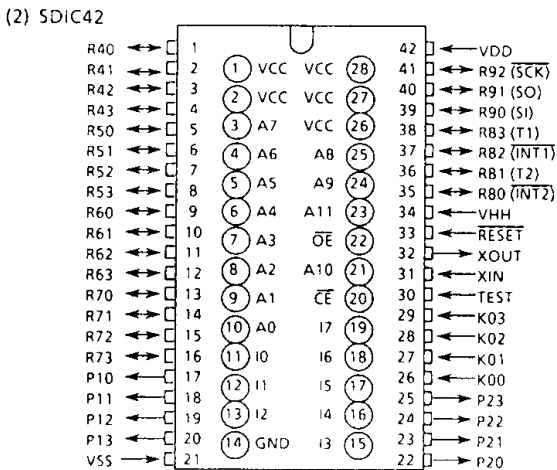 (2) SDIC42
R40 1 42 VDD
R41 2 ① VCC VCC ㉘ 41 R92 (S̅C̅K̅)
R42 3 ② VCC VCC ㉗ 40 R91 (SO)
R43 4 ③ A7 VCC ㉖ 39 R90 (SI)
R50 5 ④ A6 A8 ㉕ 38 R83 (T1)
R51 6 ⑤ A5 A9 ㉔ 37 R82 (I̅N̅T̅1̅)
R52 7 ⑥ A4 A11 ㉓ 36 R81 (T2)
R53 8 ⑦ A3 O̅E̅ ㉒ 35 R80 (I̅N̅T̅2̅)
R60 9 ⑧ A2 A10 ㉑ 34 VHH
R61 10 ⑨ A1 C̅E̅ ⑳ 33 R̅E̅S̅E̅T̅
R62 11 ⑩ A0 I7 ⑲ 32 XOUT
R63 12 ⑪ I0 I6 ⑱ 31 XIN
R70 13 ⑫ I1 I5 ⑰ 30 TEST
R71 14 ⑬ I2 I4 ⑯ 29 K03
R72 15 ⑭ GND I3 ⑮ 28 K02
R73 16 27 K01
P10 17 26 K00
P11 18 25 P23
P12 19 24 P22
P13 20 23 P21
VSS 21 22 P20